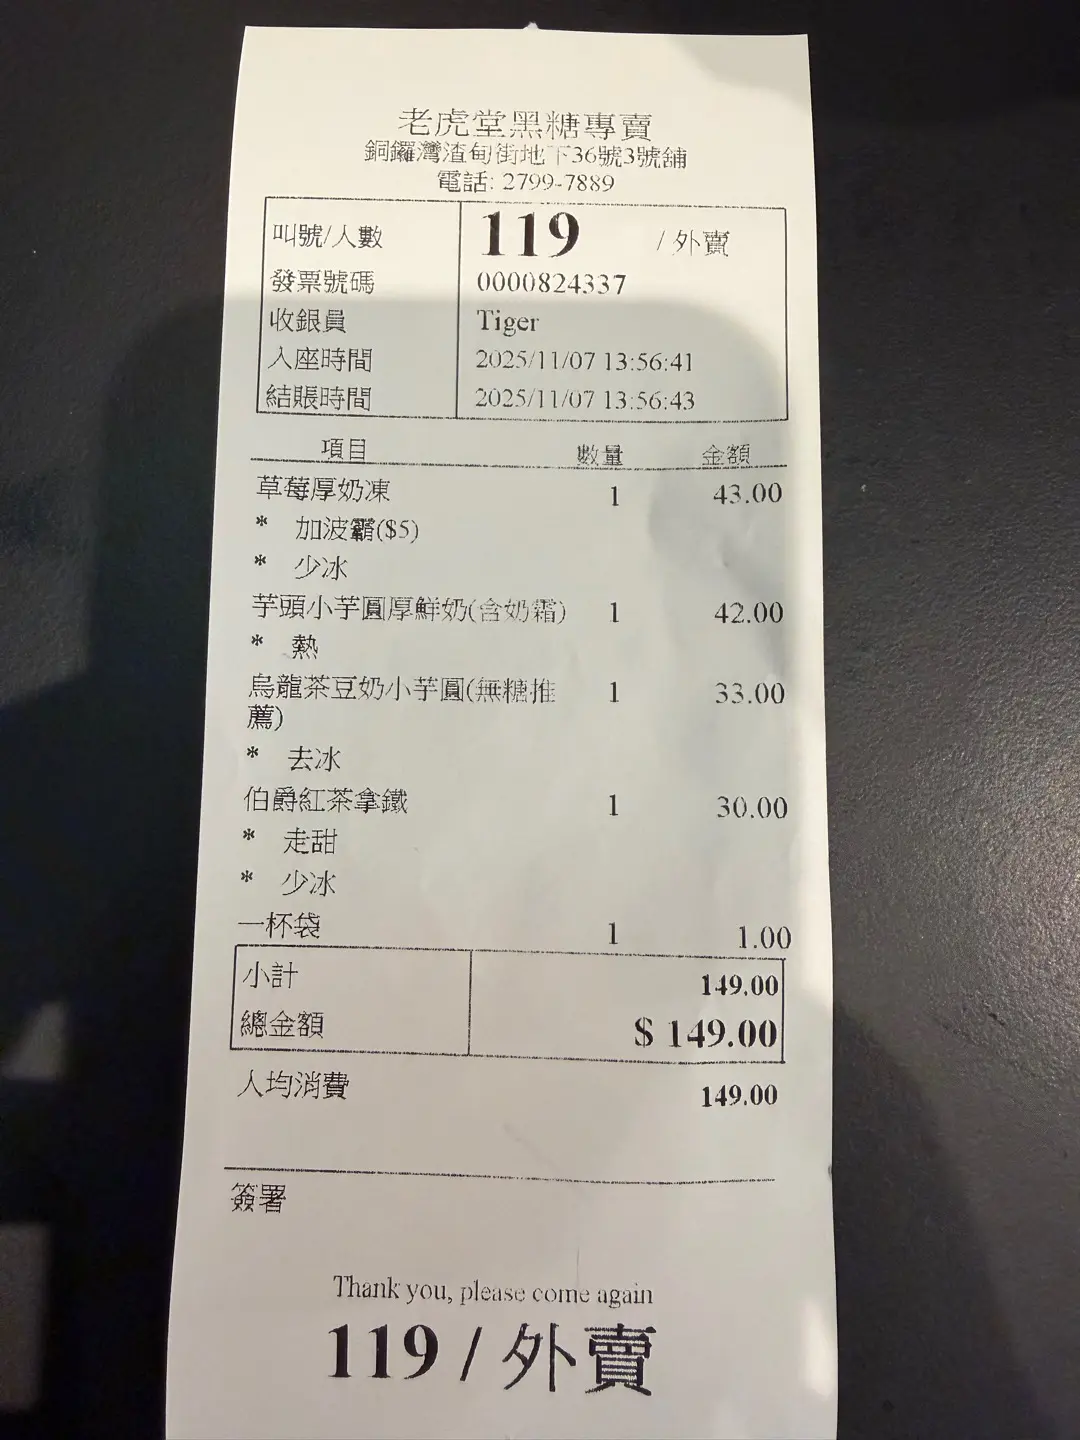 老虎堂黑糖專賣
銅鑼灣渣甸街地下36號3號舖
電話: 2799-7889
叫號/人數 119 / 外賣
發票號碼 0000824337
收銀員 Tiger
入座時間 2025/11/07 13:56:41
結賬時間 2025/11/07 13:56:43
項目 數量 金額
草莓厚奶凍 1 43.00
* 加波霸($5)
* 少冰
芋頭小芋圓厚鮮奶(含奶霜) 1 42.00
* 熱
烏龍茶豆奶小芋圓(無糖推 1 33.00
薦)
* 去冰
伯爵紅茶拿鐵 1 30.00
* 走甜
* 少冰
一杯袋 1 1.00
小計 149.00
總金額 $ 149.00
人均消費 149.00
簽署
Thank you, please come again
119 / 外賣